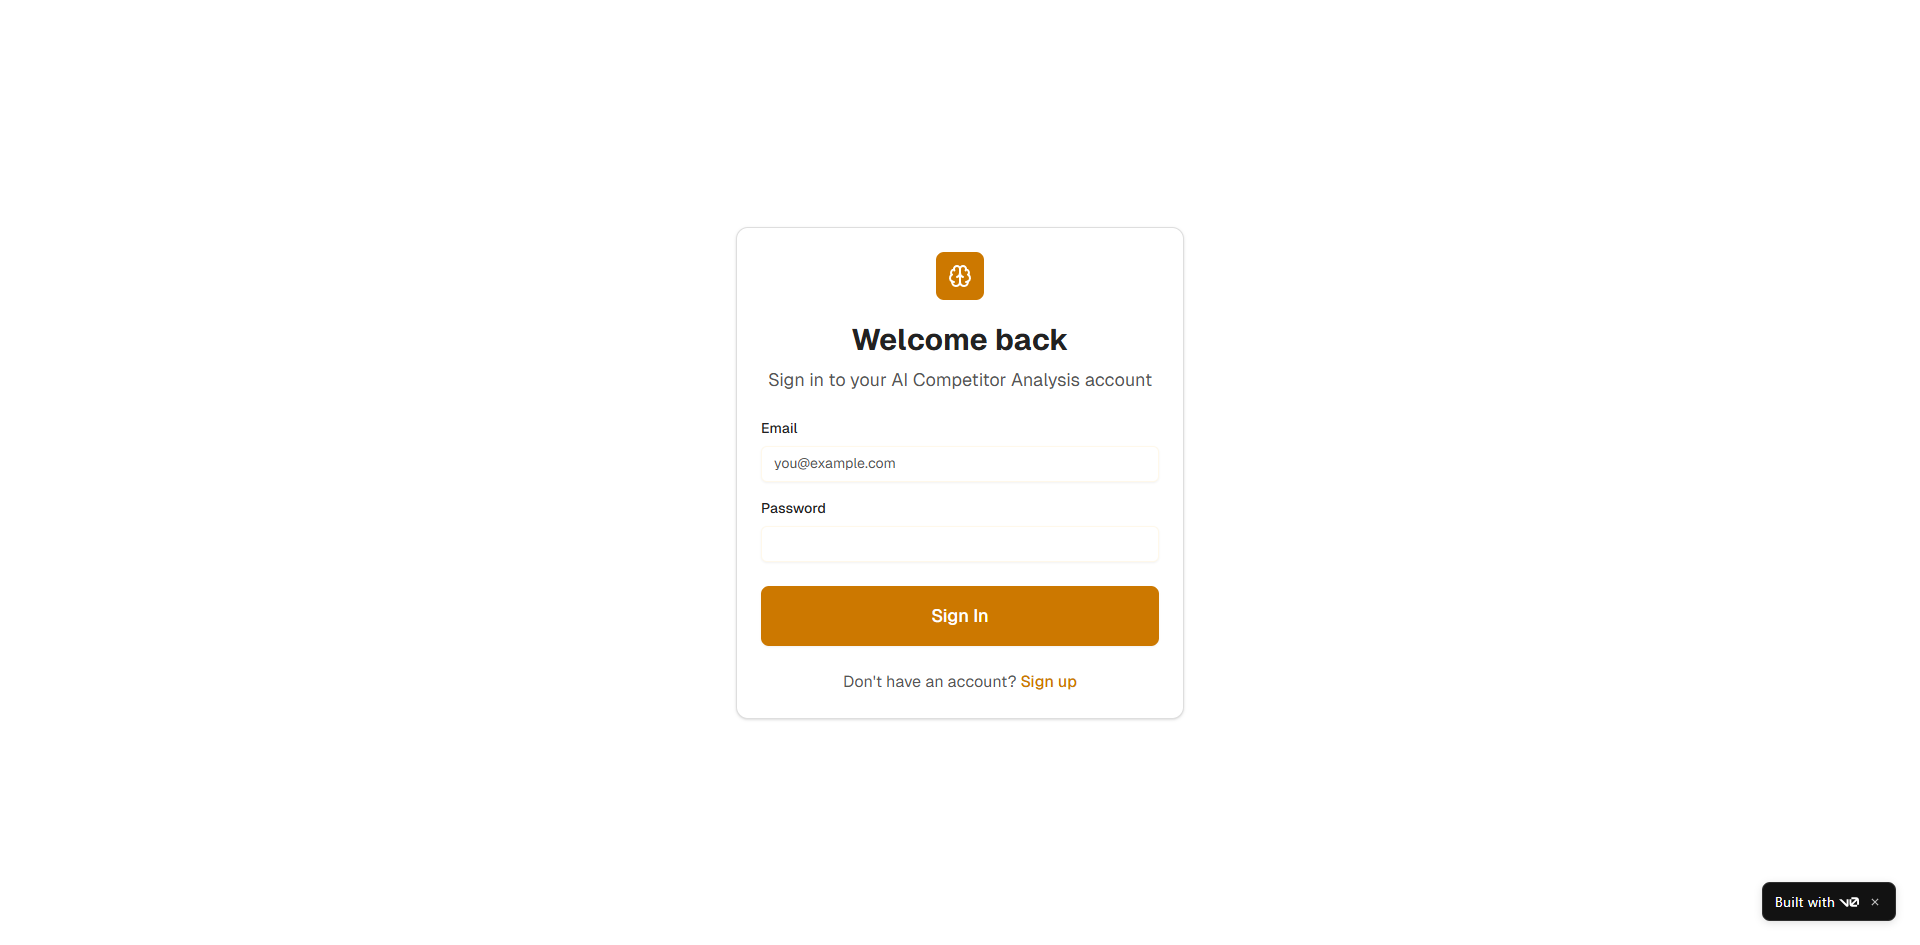 Welcome back
Sign in to your AI Competitor Analysis account
Email
you@example.com
Password
Sign In
Don't have an account? Sign up
Built with v0 ×